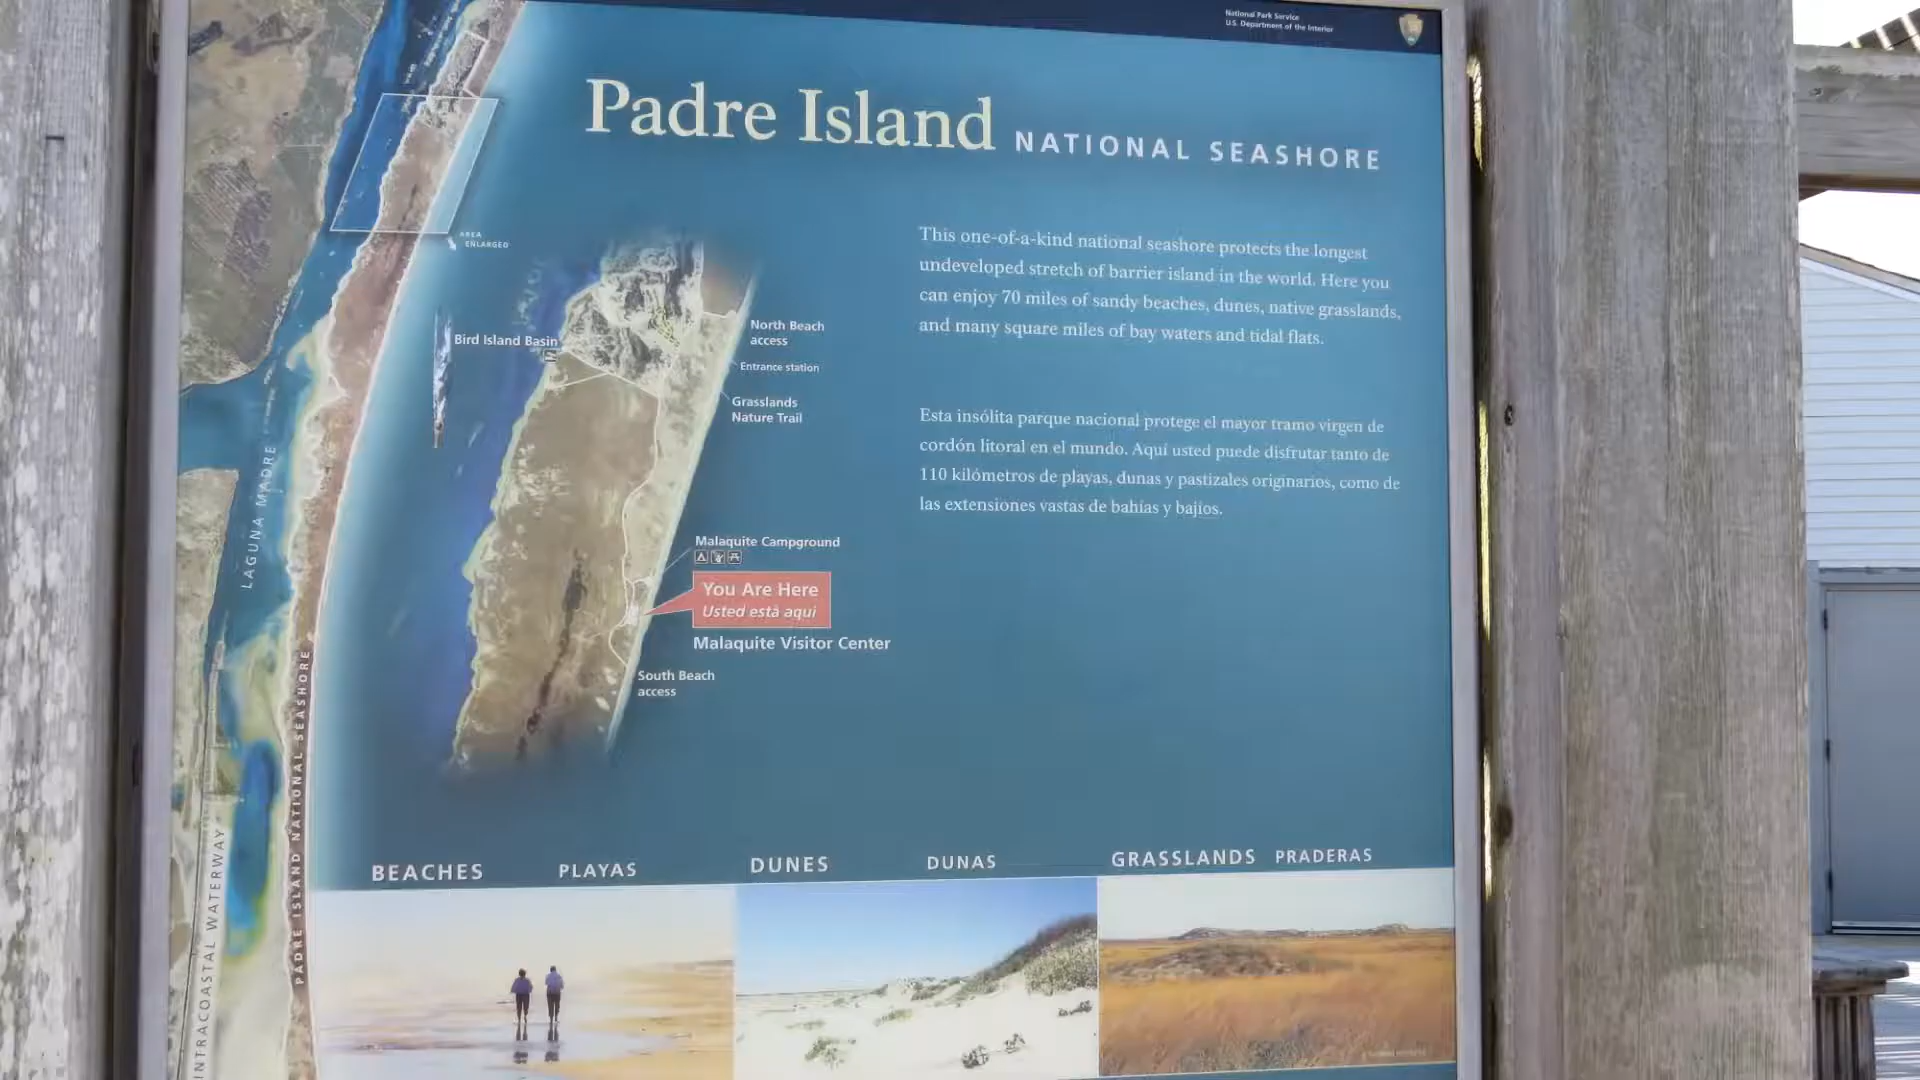 National Park Service
U.S. Department of the Interior
Padre Island NATIONAL SEASHORE
AREA
ENLARGED
This one-of-a-kind national seashore protects the longest
undeveloped stretch of barrier island in the world. Here you
can enjoy 70 miles of sandy beaches, dunes, native grasslands,
and many square miles of bay waters and tidal flats.
Esta insólita parque nacional protege el mayor tramo virgen de
cordón litoral en el mundo. Aquí usted puede disfrutar tanto de
110 kilómetros de playas, dunas y pastizales originarios, como de
las extensiones vastas de bahías y bajíos.
Bird Island Basin
North Beach
access
Entrance station
Grasslands
Nature Trail
Malaquite Campground
You Are Here
Usted está aquí
Malaquite Visitor Center
South Beach
access
LAGUNA MADRE
PADRE ISLAND NATIONAL SEASHORE
INTRACOASTAL WATERWAY
BEACHES PLAYAS DUNES DUNAS GRASSLANDS PRADERAS